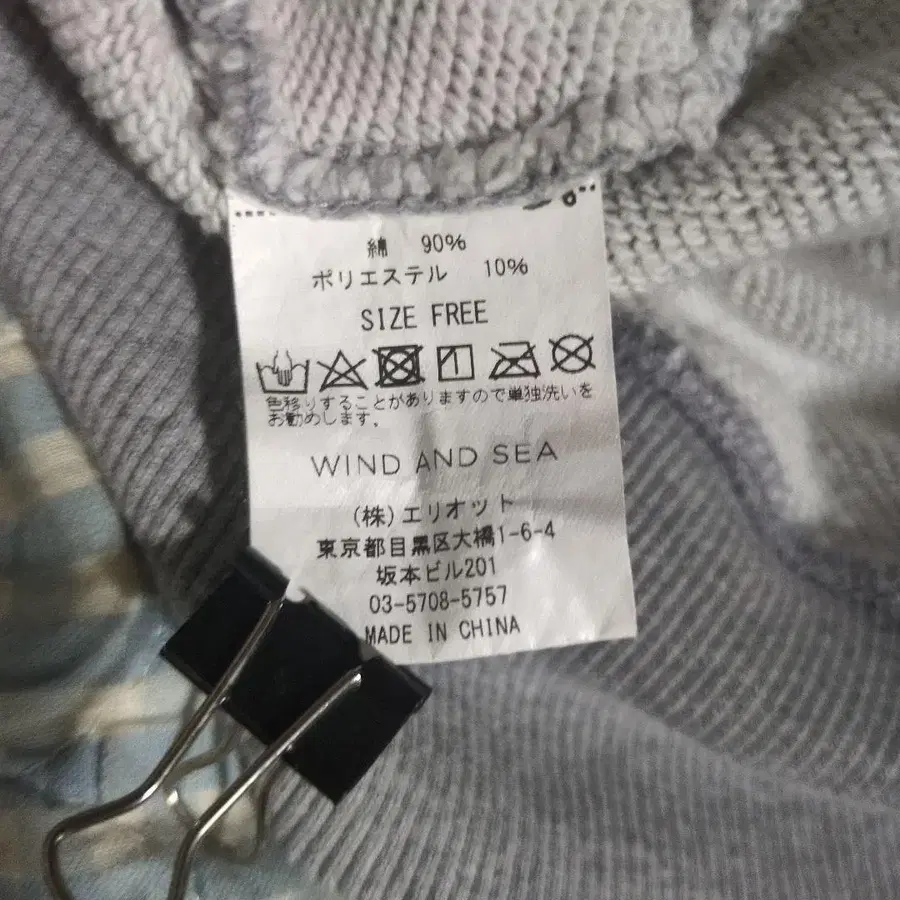 綿 90%
ポリエステル 10%
SIZE FREE
色移りすることがありますので単独洗いを
お勧めします。
WIND AND SEA
(株)エリオット
東京都目黒区大橋1-6-4
坂本ビル201
03-5708-5757
MADE IN CHINA